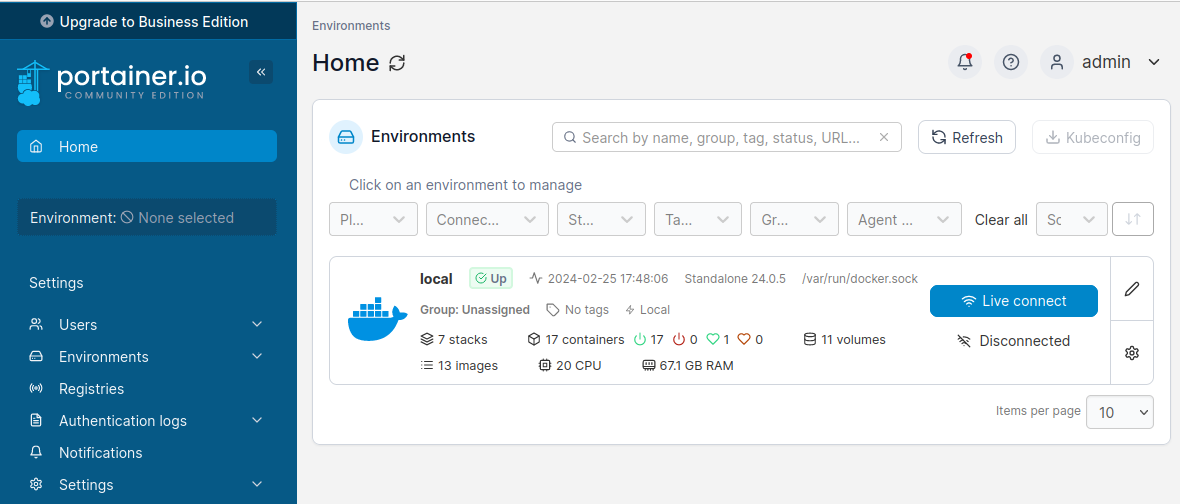 Upgrade to Business Edition
portainer.io
COMMUNITY EDITION
Home
Environment: None selected
Settings
Users
Environments
Registries
Authentication logs
Notifications
Settings
Environments
Home
admin
Environments
Search by name, group, tag, status, URL...
Refresh
Kubeconfig
Click on an environment to manage
Pl... Connec... St... Ta... Gr... Agent ... Clear all Sc
local Up 2024-02-25 17:48:06 Standalone 24.0.5 /var/run/docker.sock
Group: Unassigned No tags Local
7 stacks 17 containers 17 0 1 0 11 volumes
13 images 20 CPU 67.1 GB RAM
Live connect
Disconnected
Items per page 10